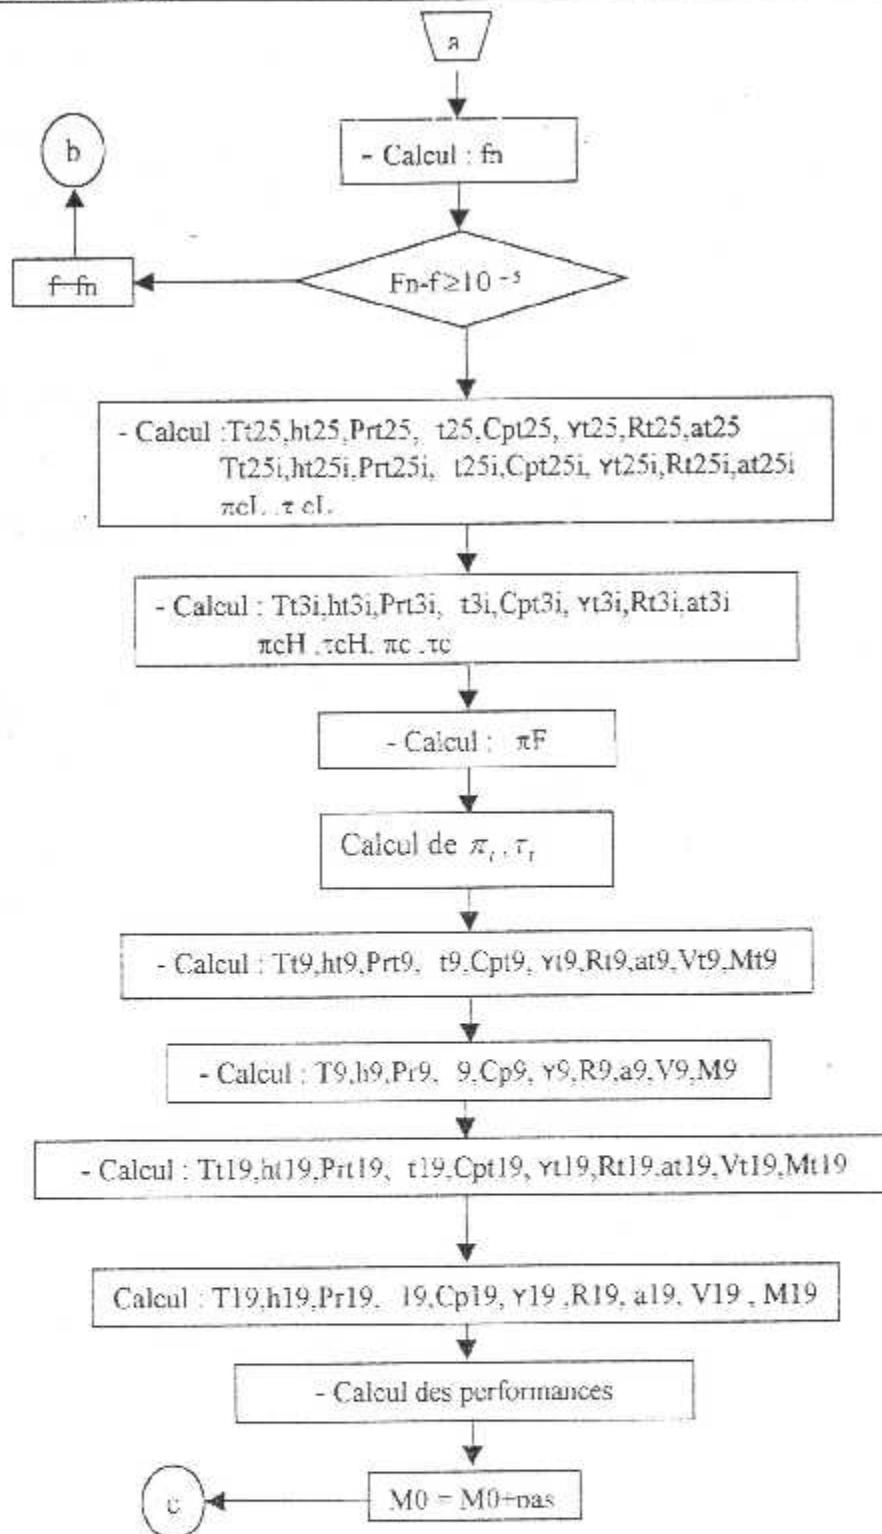 a
- Calcul : fn
b
f=fn
Fn-f≥10⁻⁵
- Calcul :Tt25,ht25,Prt25, t25,Cpt25, γt25,Rt25,at25
Tt25i,ht25i,Prt25i, t25i,Cpt25i, γt25i,Rt25i,at25i
πcL ,τcL
- Calcul : Tt3i,ht3i,Prt3i, t3i,Cpt3i, γt3i,Rt3i,at3i
πcH ,τcH, πc ,τc
- Calcul : πF
Calcul de πt ,τt
- Calcul : Tt9,ht9,Prt9, t9,Cpt9, γt9,Rt9,at9,Vt9,Mt9
- Calcul : T9,h9,Pr9, 9,Cp9, γ9,R9,a9,V9,M9
- Calcul : Tt19,ht19,Prt19, t19,Cpt19, γt19,Rt19,at19,Vt19,Mt19
Calcul : T19,h19,Pr19, 19,Cp19, γ19 ,R19, a19, V19 , M19
- Calcul des performances
c
M0 = M0+pas